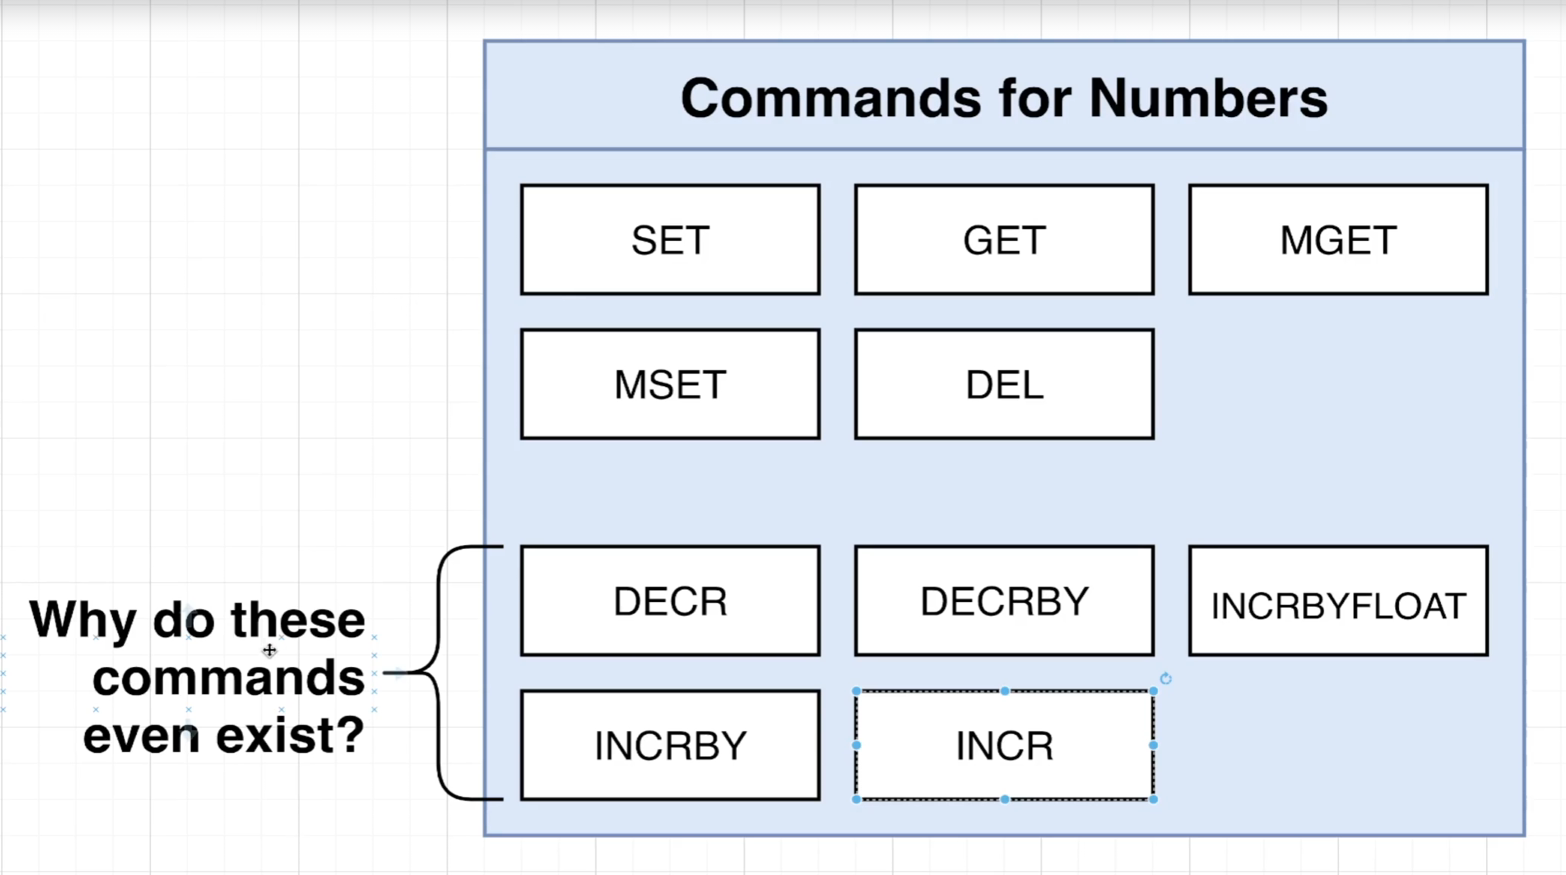 Commands for Numbers
SET
GET
MGET
MSET
DEL
DECR
DECRBY
INCRBYFLOAT
INCRBY
INCR
Why do these
commands
even exist?